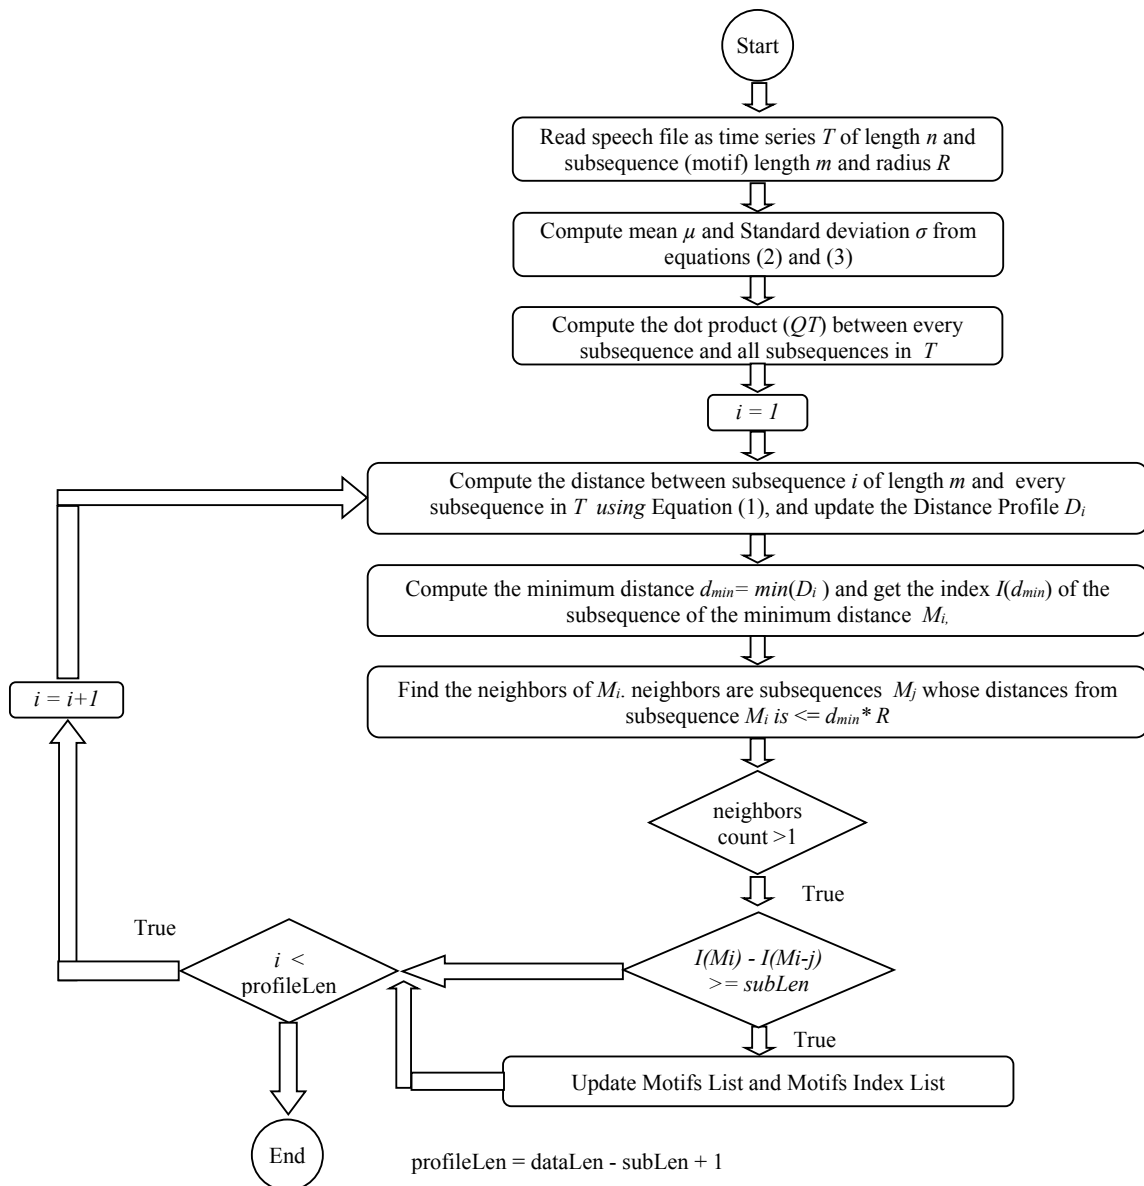 Start
Read speech file as time series T of length n and
subsequence (motif) length m and radius R
Compute mean µ and Standard deviation σ from
equations (2) and (3)
Compute the dot product (QT) between every
subsequence and all subsequences in T
i = 1
Compute the distance between subsequence i of length m and every
subsequence in T using Equation (1), and update the Distance Profile Di
Compute the minimum distance dmin= min(Di ) and get the index I(dmin) of the
subsequence of the minimum distance Mi,
i = i+1
Find the neighbors of Mi. neighbors are subsequences Mj whose distances from
subsequence Mi is <= dmin* R
neighbors
count >1
True
True
i <
profileLen
I(Mi) - I(Mi-j)
>= subLen
True
Update Motifs List and Motifs Index List
End
profileLen = dataLen - subLen + 1